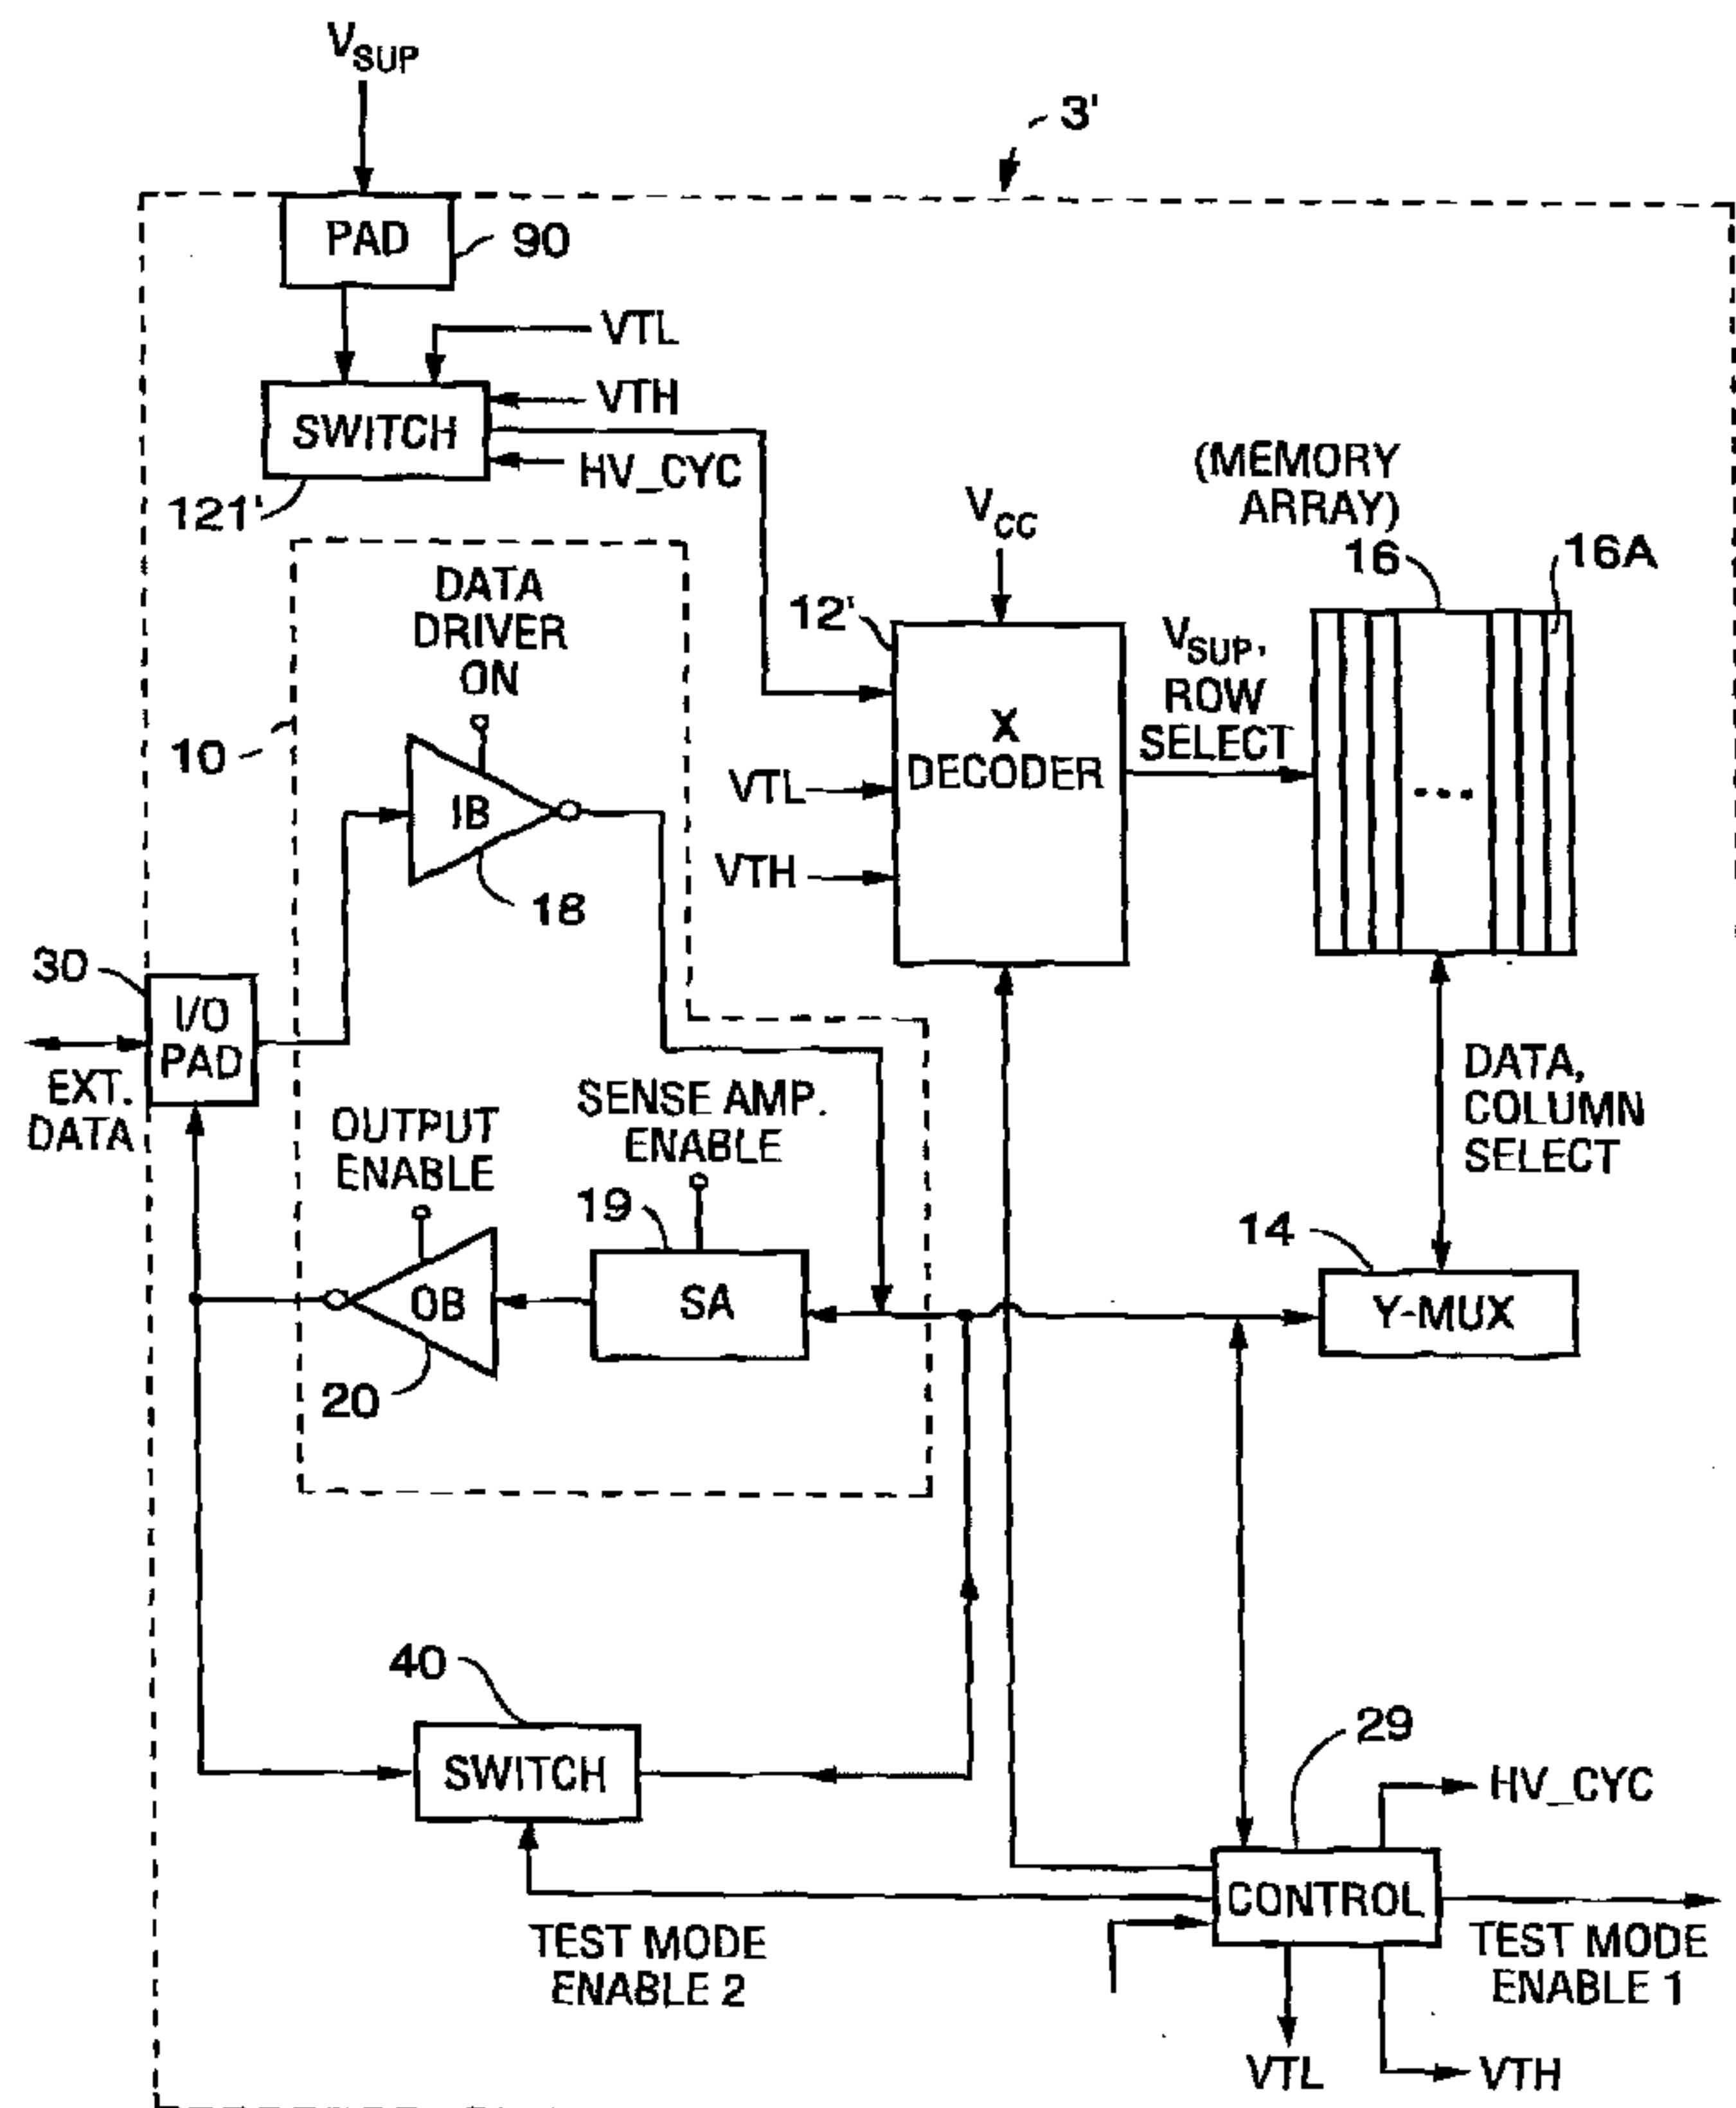 VSUP
3'
PAD
90
VTL
VTH
SWITCH
HV_CYC
121'
(MEMORY
ARRAY)
VCC
16
16A
DATA
DRIVER
ON
12'
VSUP,
ROW
SELECT
10
X
DECODER
...
IB
VTL
VTH
18
30
I/O
PAD
EXT.
DATA
DATA,
COLUMN
SELECT
SENSE AMP.
ENABLE
OUTPUT
ENABLE
19
14
OB
SA
Y-MUX
20
40
29
SWITCH
HV_CYC
CONTROL
TEST MODE
ENABLE 2
TEST MODE
ENABLE 1
VTL
VTH